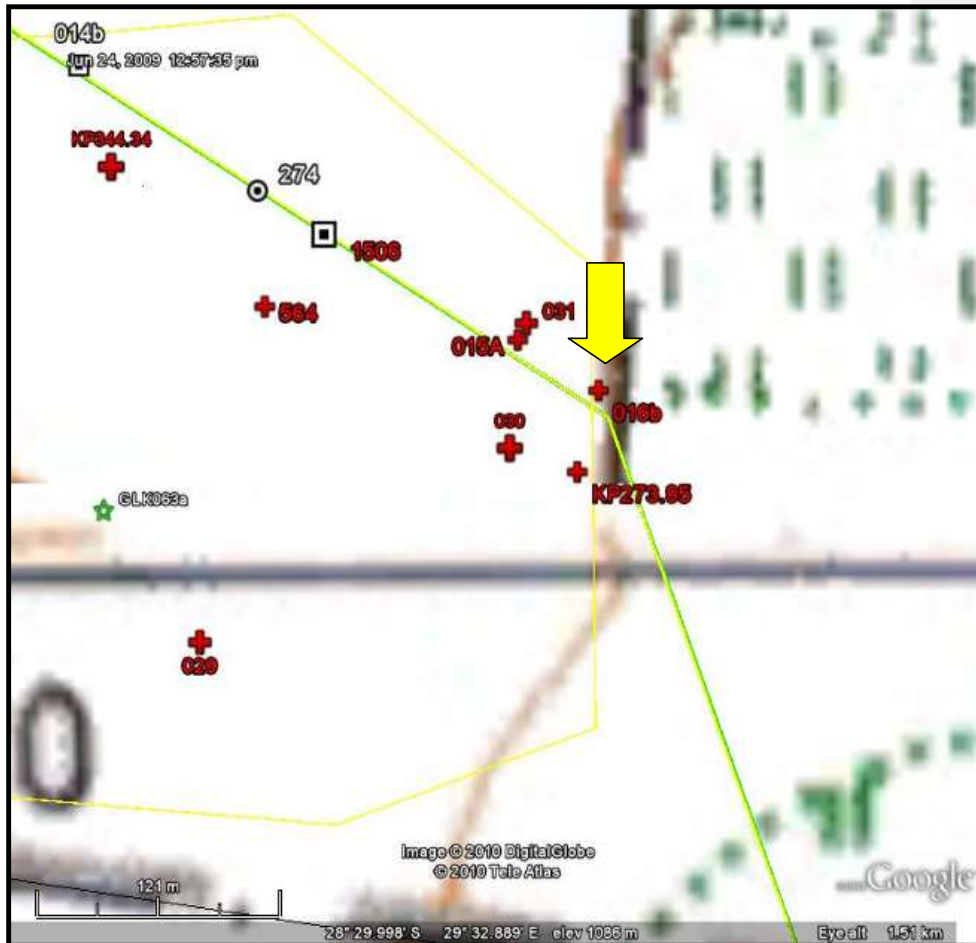 014b
Jun 24, 2009 12:57:35 pm
KP344.34
274
1506
564
031
015A
016b
030
KP273.95
GLK063a
029
0
Image © 2010 DigitalGlobe
© 2010 Tele Atlas
Google
121 m
28°29.998' S 29°32.889' E elev 1086 m Eye alt 1.51 km